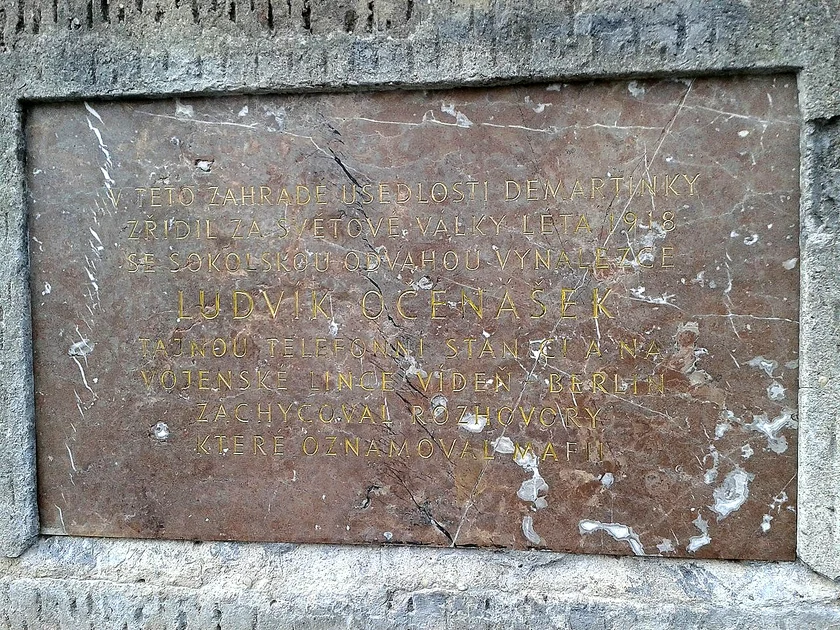 V TÉTO ZAHRADĚ USEDLOSTI DEMARTINKY
ZŘÍDIL ZA SVĚTOVÉ VÁLKY LÉTA 1918
SE SOKOLSKOU ODVAHOU VYNÁLEZCE
LUDVÍK OČENÁŠEK
TAJNOU TELEFONNÍ STANICI A NA
VOJENSKÉ LINCE VÍDEŇ - BERLÍN
ZACHYCOVAL ROZHOVORY
KTERÉ OZNAMOVAL MAFII